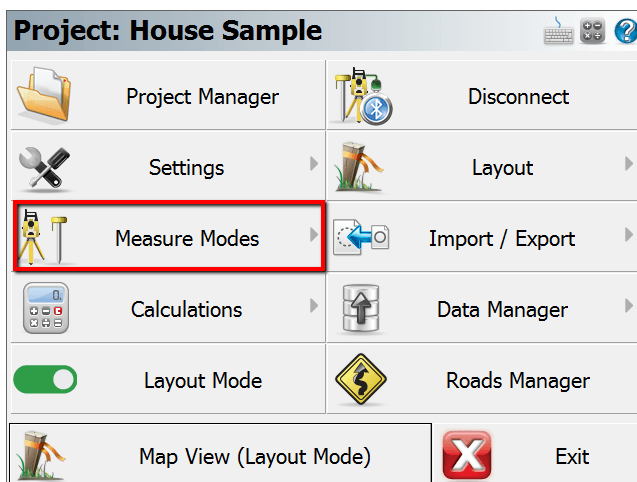 Project: House Sample
Project Manager
Disconnect
Settings
Layout
Measure Modes
Import / Export
0.
Calculations
Data Manager
Layout Mode
Roads Manager
Map View (Layout Mode)
Exit